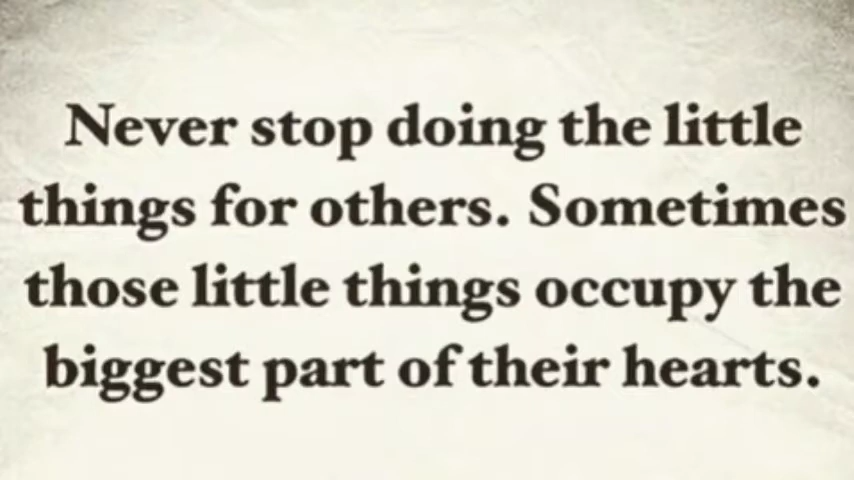 Never stop doing the little
things for others. Sometimes
those little things occupy the
biggest part of their hearts.